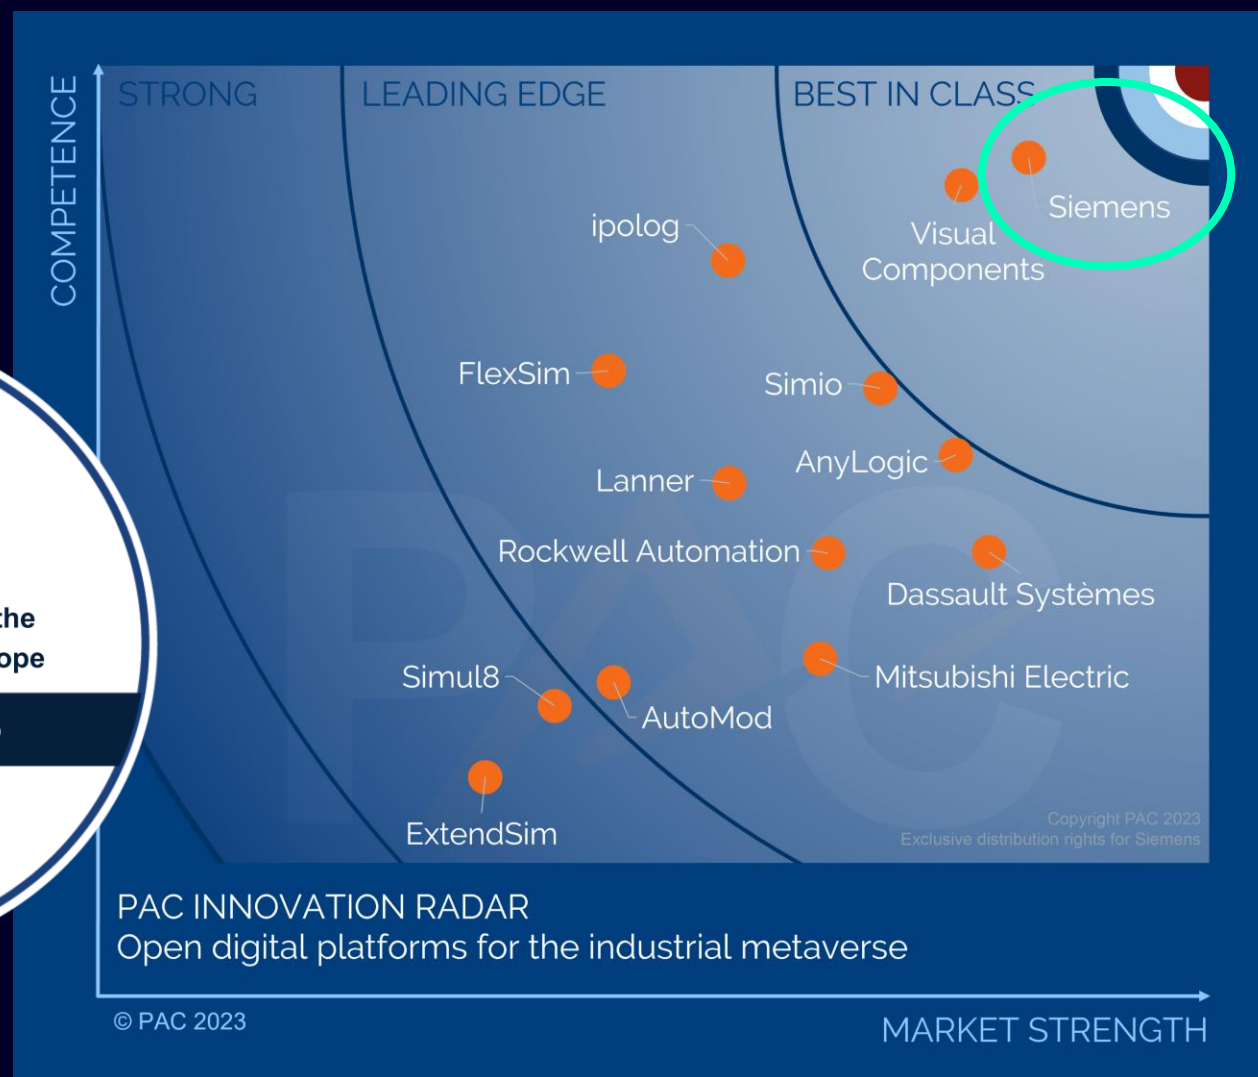 COMPETENCE
STRONG
LEADING EDGE
BEST IN CLASS
Siemens
Visual
Components
ipolog
FlexSim
Simio
AnyLogic
Lanner
Rockwell Automation
Dassault Systèmes
Simul8
Mitsubishi Electric
AutoMod
ExtendSim
the
ope
PAC
Copyright PAC 2023
Exclusive distribution rights for Siemens
PAC INNOVATION RADAR
Open digital platforms for the industrial metaverse
© PAC 2023
MARKET STRENGTH